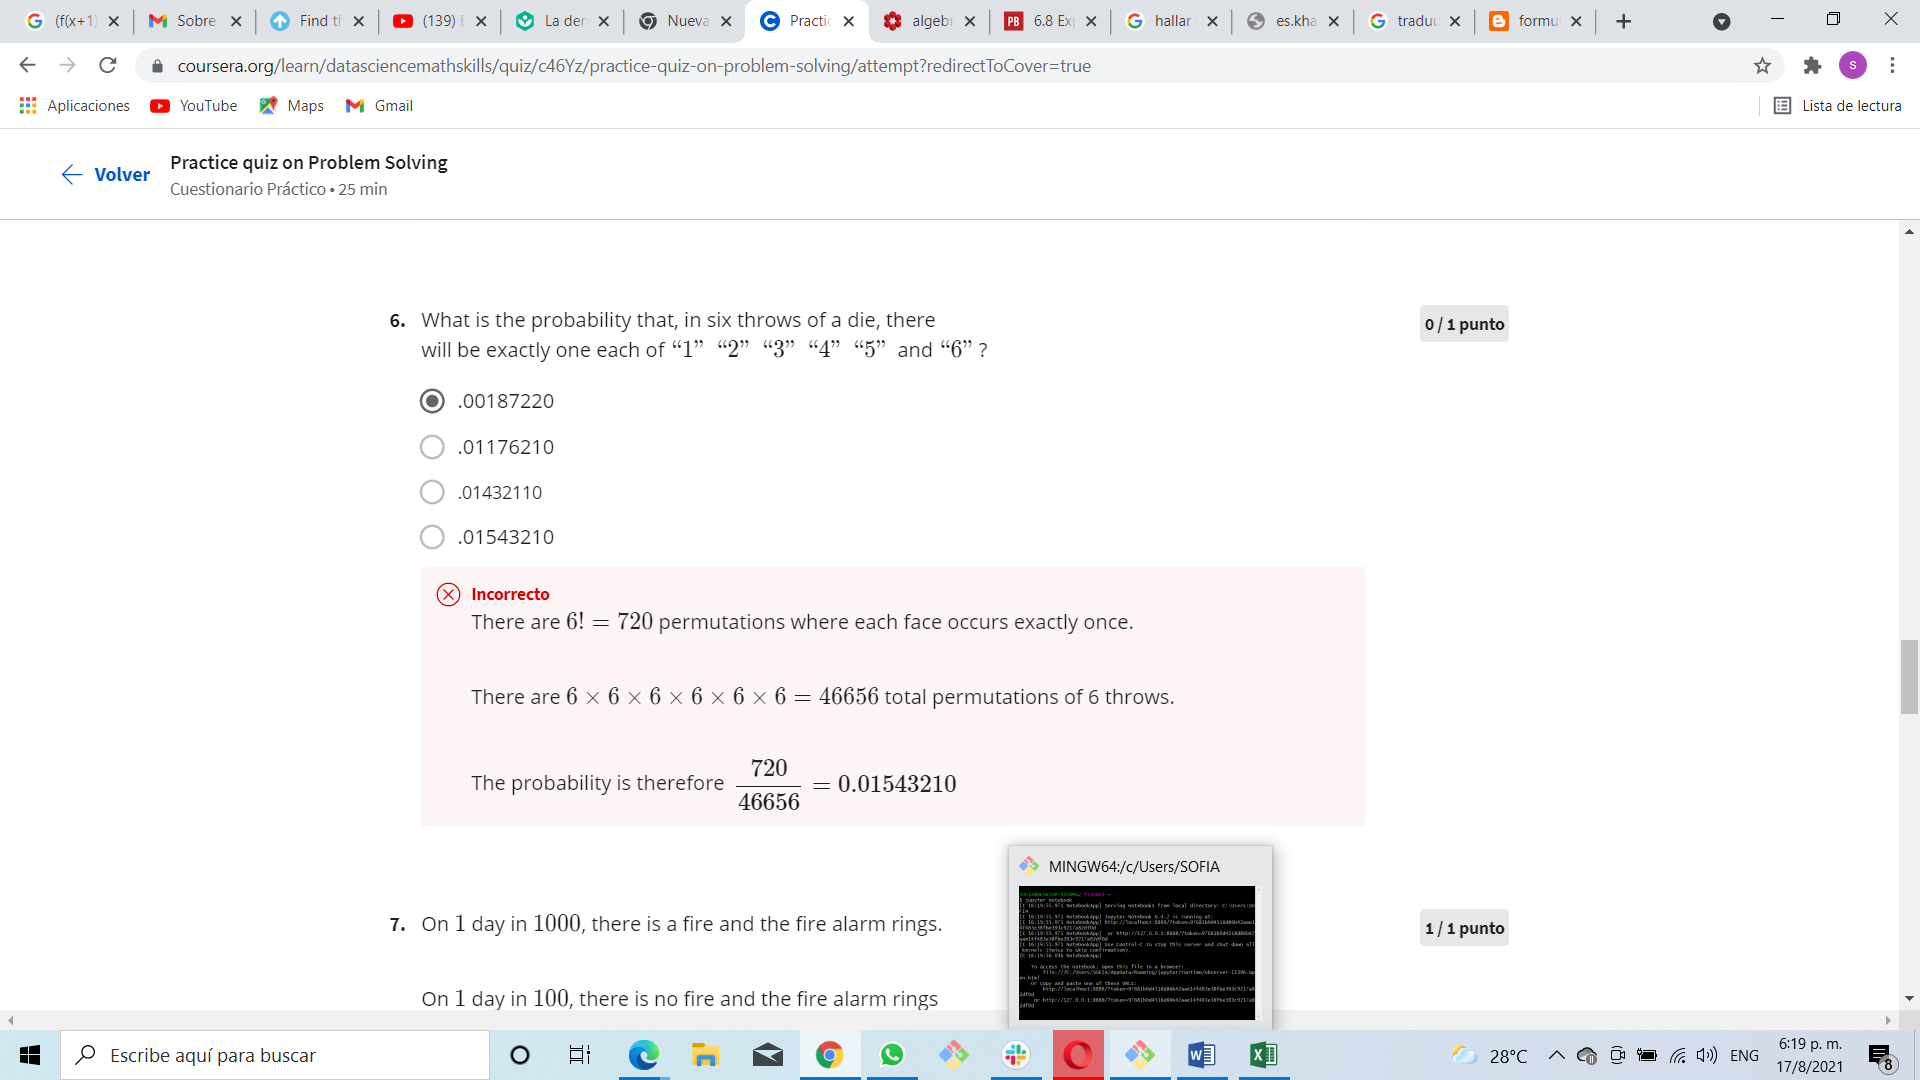 (f(x+1)
Sobre
Find th
(139)
La deri
Nueva
Practic
algebr
6.8 Ex
hallar
es.kha
traduc
formu
coursera.org/learn/datasciencemathskills/quiz/c46Yz/practice-quiz-on-problem-solving/attempt?redirectToCover=true
S
Aplicaciones
YouTube
Maps
Gmail
Lista de lectura
Volver
Practice quiz on Problem Solving
Cuestionario Práctico • 25 min
6. What is the probability that, in six throws of a die, there
will be exactly one each of “1” “2” “3” “4” “5” and “6” ?
0 / 1 punto
.00187220
.01176210
.01432110
.01543210
Incorrecto
There are 6! = 720 permutations where each face occurs exactly once.
There are 6 × 6 × 6 × 6 × 6 × 6 = 46656 total permutations of 6 throws.
The probability is therefore 720/46656 = 0.01543210
MINGW64:/c/Users/SOFIA
7. On 1 day in 1000, there is a fire and the fire alarm rings.
1 / 1 punto
On 1 day in 100, there is no fire and the fire alarm rings
Escribe aquí para buscar
28°C
ENG
6:19 p. m.
17/8/2021
8